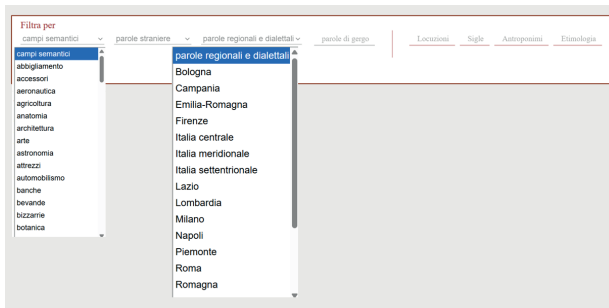 Filtra per
campi semantici parole straniere parole regionali e dialettali parole di gergo Locuzioni Sigle Antroponimi Etimologia
campi semantici
abbigliamento
accessori
aeronautica
agricoltura
anatomia
architettura
arte
astronomia
attrezzi
automobilismo
banche
bevande
bizzarrie
botanica
parole regionali e dialettali
Bologna
Campania
Emilia-Romagna
Firenze
Italia centrale
Italia meridionale
Italia settentrionale
Lazio
Lombardia
Milano
Napoli
Piemonte
Roma
Romagna